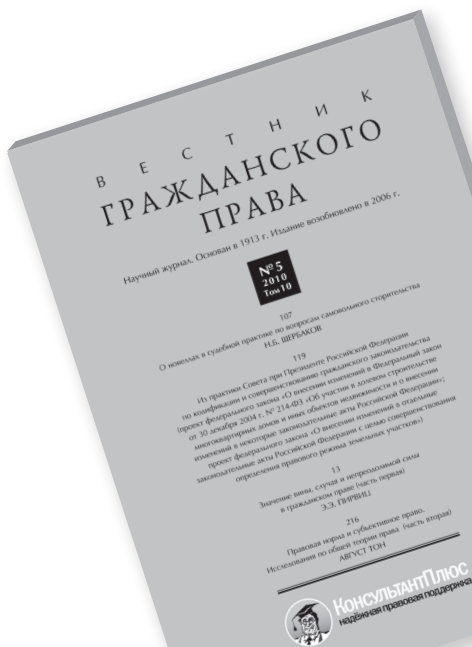 ВЕСТНИК
ГРАЖДАНСКОГО
ПРАВА
Научный журнал. Основан в 1913 г. Издание возобновлено в 2006 г.
№ 5
2010
Том 10
107
О новеллах в судебной практике по вопросам самовольного сторительства
Н.Б. ЩЕРБАКОВ
119
Из практики Совета при Президенте Российской Федерации
по кодификации и совершенствованию гражданского законодательства
(проект федерального закона «О внесении изменений в Федеральный закон
от 30 декабря 2004 г. № 214-ФЗ «Об участии в долевом строительстве
многоквартирных домов и иных объектов недвижимости и о внесении
изменений в некоторые законодательные акты Российской Федерации»;
проект федерального закона «О внесении изменений в отдельные
законодательные акты Российской Федерации с целью совершенствования
определения правового режима земельных участков»)
13
Значение вины, случая и непреодолимой силы
в гражданском праве (часть первая)
Э.Э. ПИРВИЦ
216
Правовая норма и субъективное право.
Исследования по общей теории права (часть вторая)
АВГУСТ ТОН
КонсультантПлюс
надёжная правовая поддержка